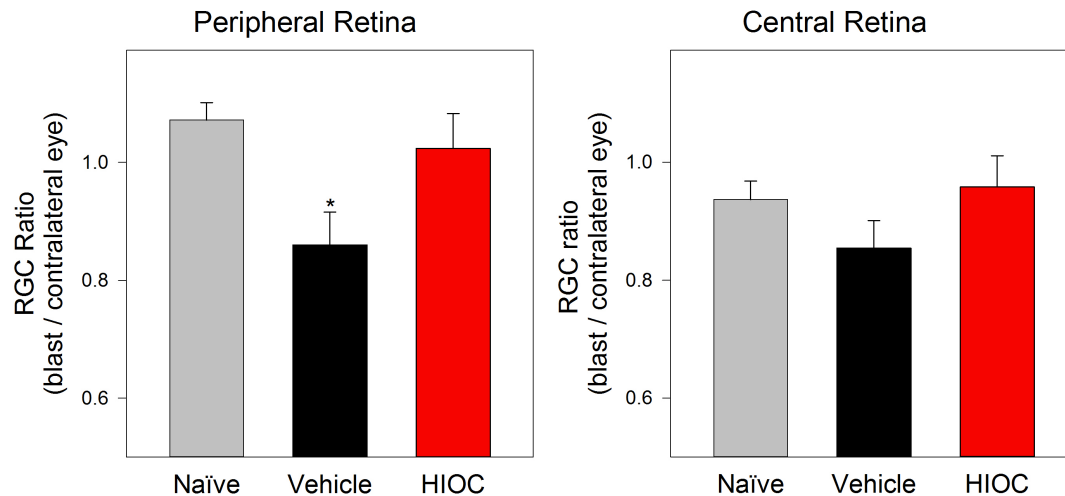 Peripheral Retina
RGC Ratio
(blast / contralateral eye)
1.0
0.8
0.6
*
Naïve Vehicle HIOC
Central Retina
RGC ratio
(blast / contralateral eye)
1.0
0.8
0.6
Naïve Vehicle HIOC